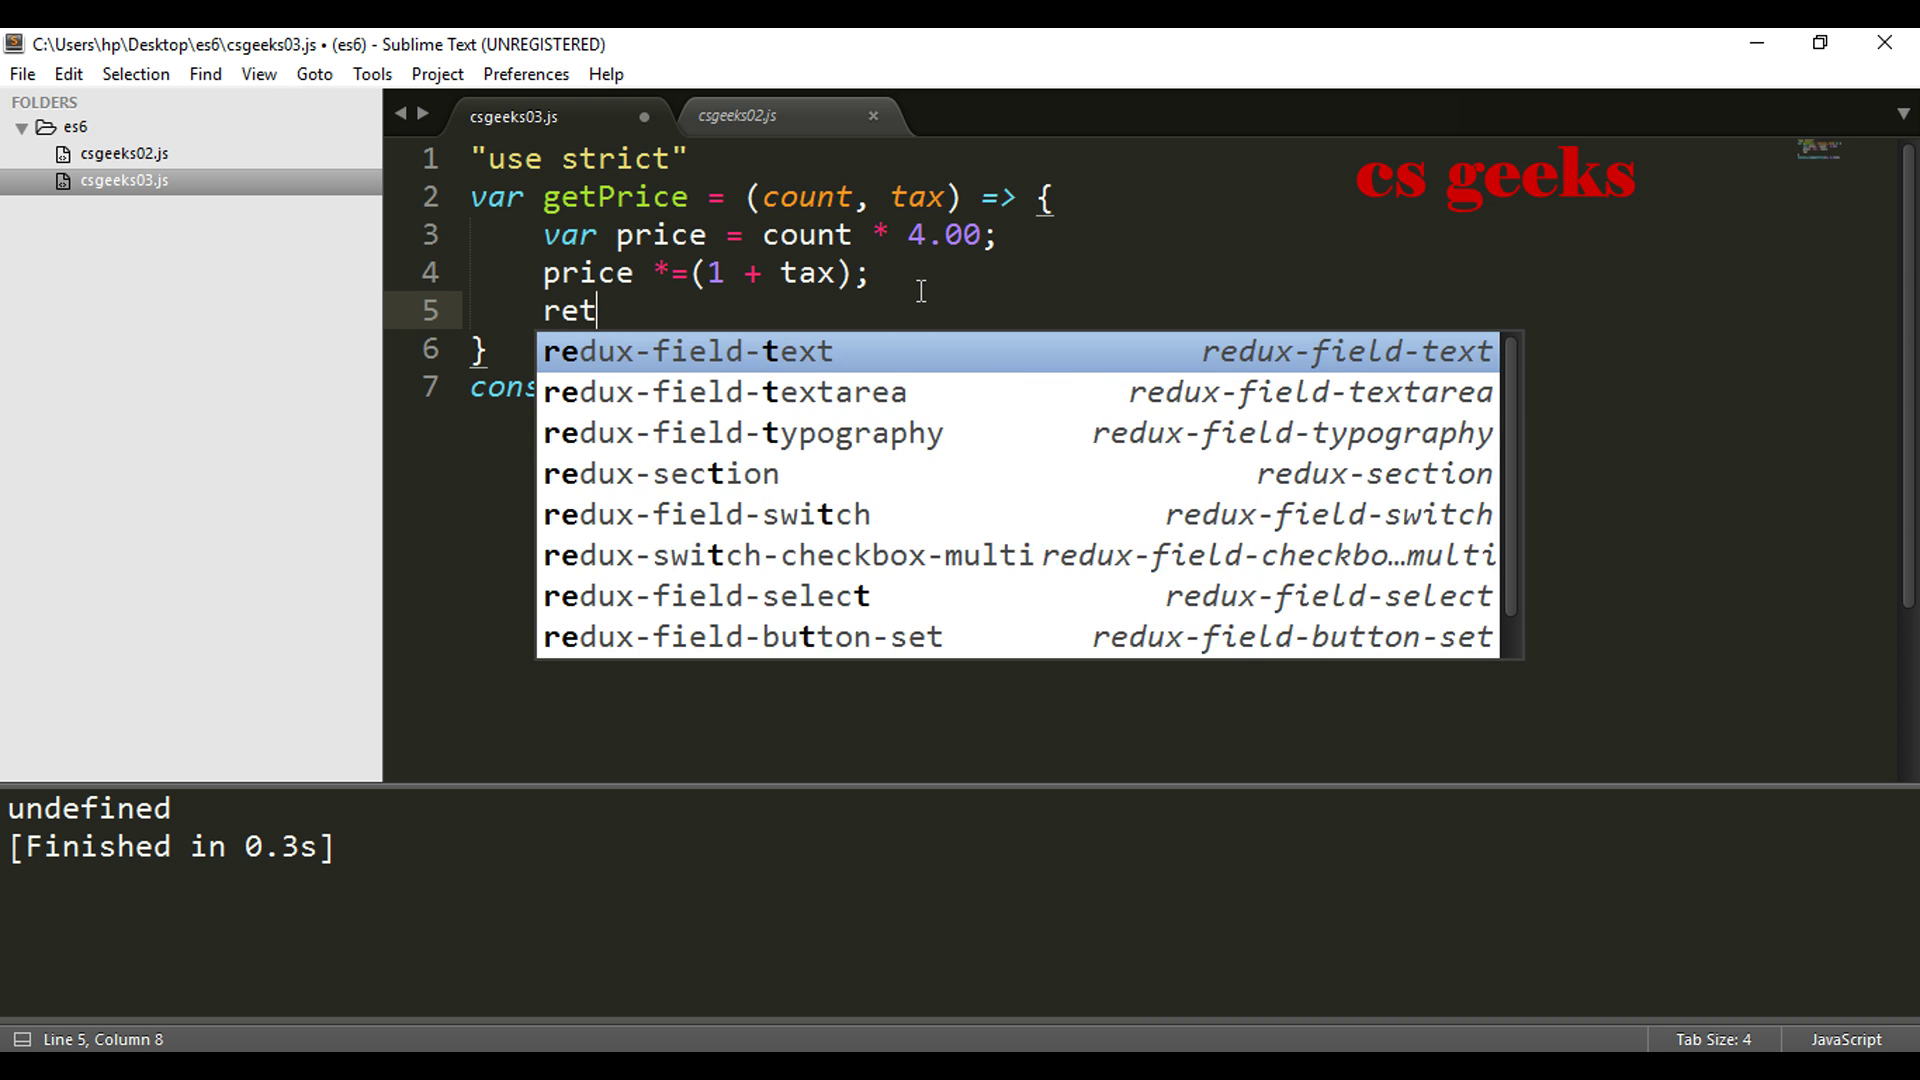 C:\Users\hp\Desktop\es6\csgeeks03.js • (es6) - Sublime Text (UNREGISTERED)
File Edit Selection Find View Goto Tools Project Preferences Help
FOLDERS
es6
csgeeks02.js
csgeeks03.js
csgeeks03.js csgeeks02.js
cs geeks
1 "use strict"
2 var getPrice = (count, tax) => {
3 var price = count * 4.00;
4 price *=(1 + tax);
5 ret
6 }
7 cons
redux-field-text redux-field-text
redux-field-textarea redux-field-textarea
redux-field-typography redux-field-typography
redux-section redux-section
redux-field-switch redux-field-switch
redux-switch-checkbox-multi redux-field-checkbo…multi
redux-field-select redux-field-select
redux-field-button-set redux-field-button-set
undefined
[Finished in 0.3s]
Line 5, Column 8 Tab Size: 4 JavaScript